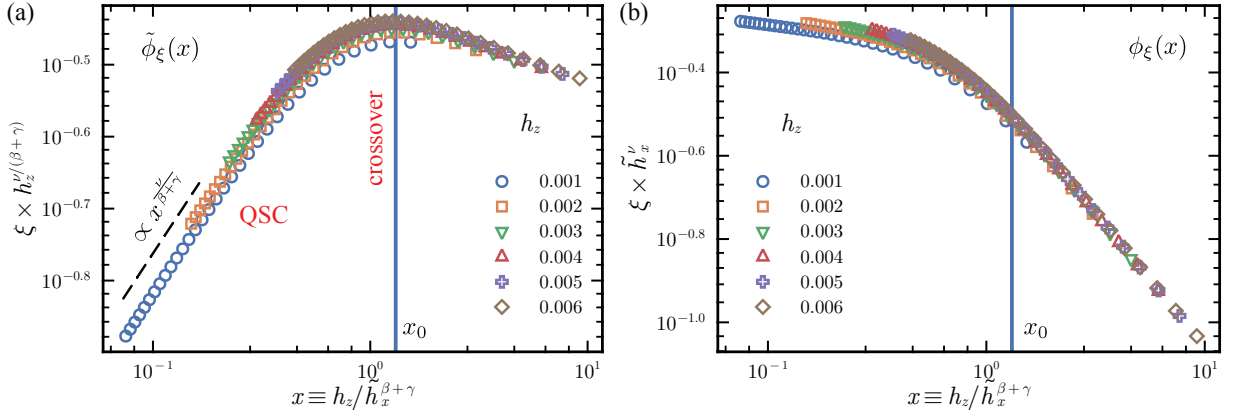 (a)
ϕ̃_ξ(x)
10^−0.5
10^−0.6
10^−0.7
10^−0.8
ξ × h_z^{ν/(β+γ)}
∝ x^{ν/(β+γ)}
QSC
crossover
h_z
0.001
0.002
0.003
0.004
0.005
0.006
x_0
10^−1
10^0
10^1
x ≡ h_z/h̃_x^{β+γ}
(b)
ϕ_ξ(x)
10^−0.4
10^−0.6
10^−0.8
10^−1.0
ξ × h̃_x^ν
h_z
0.001
0.002
0.003
0.004
0.005
0.006
x_0
10^−1
10^0
10^1
x ≡ h_z/h̃_x^{β+γ}